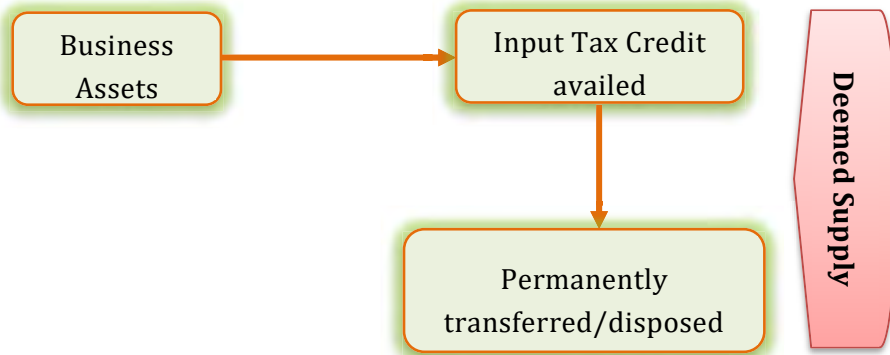 Business
Assets
Input Tax Credit
availed
Permanently
transferred/disposed
Deemed Supply